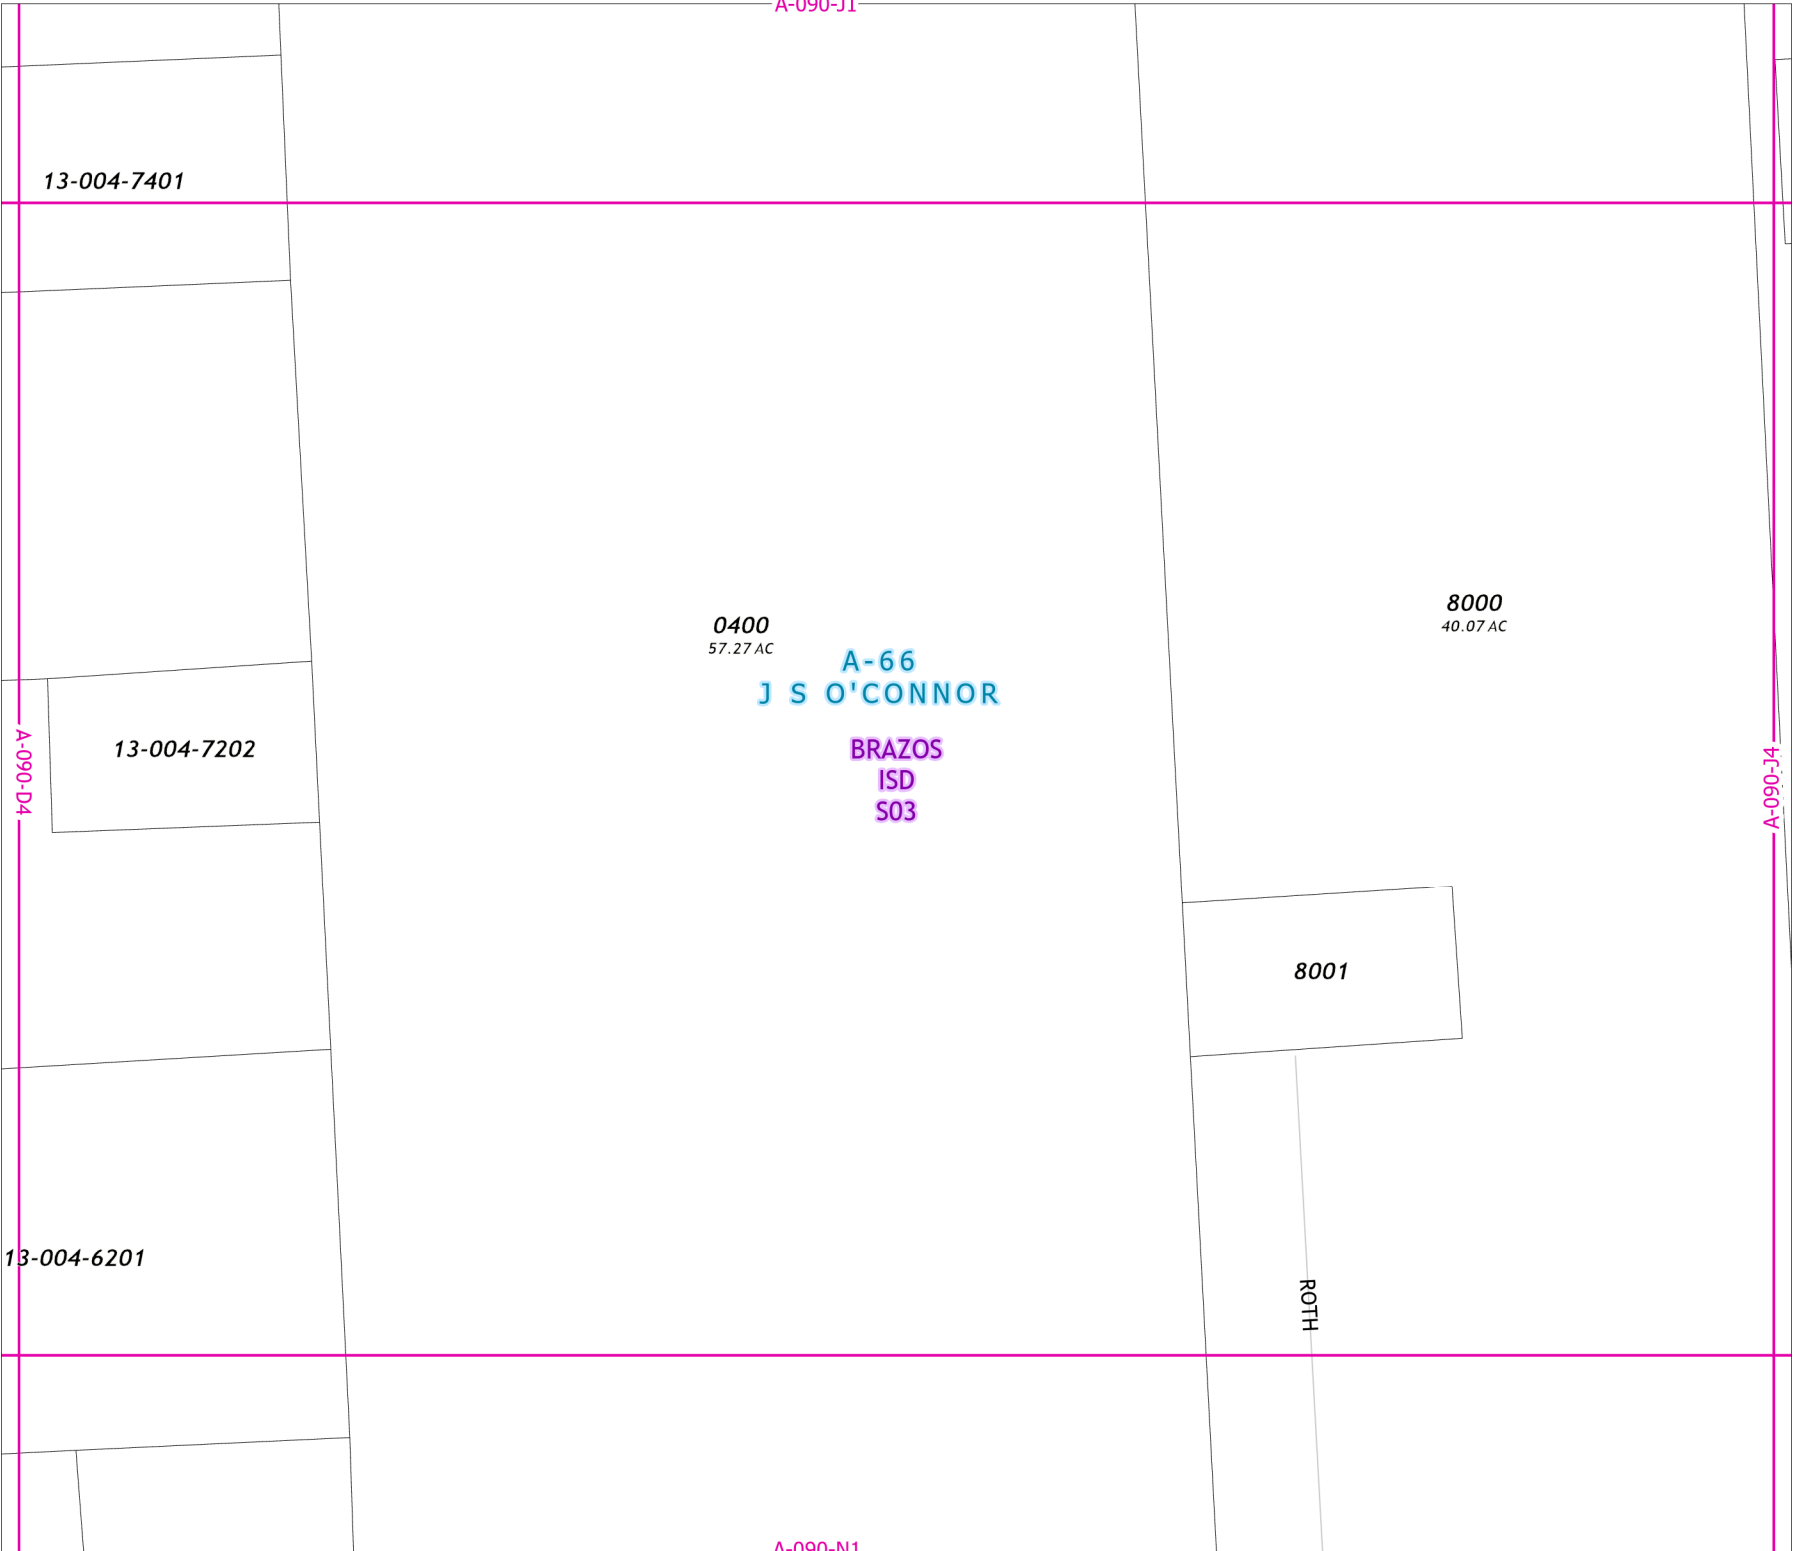 A-090-J1
13-004-7401
8000
40.07 AC
0400
57.27 AC
A-66
J S O'CONNOR
13-004-7202
BRAZOS
ISD
S03
A-090-D4
A-090-J4
8001
13-004-6201
ROTH
A-090-N1